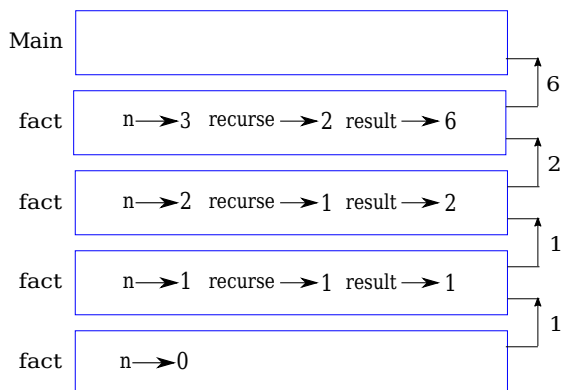 Main
6
fact n 3 recurse 2 result 6
2
fact n 2 recurse 1 result 2
1
fact n 1 recurse 1 result 1
1
fact n 0